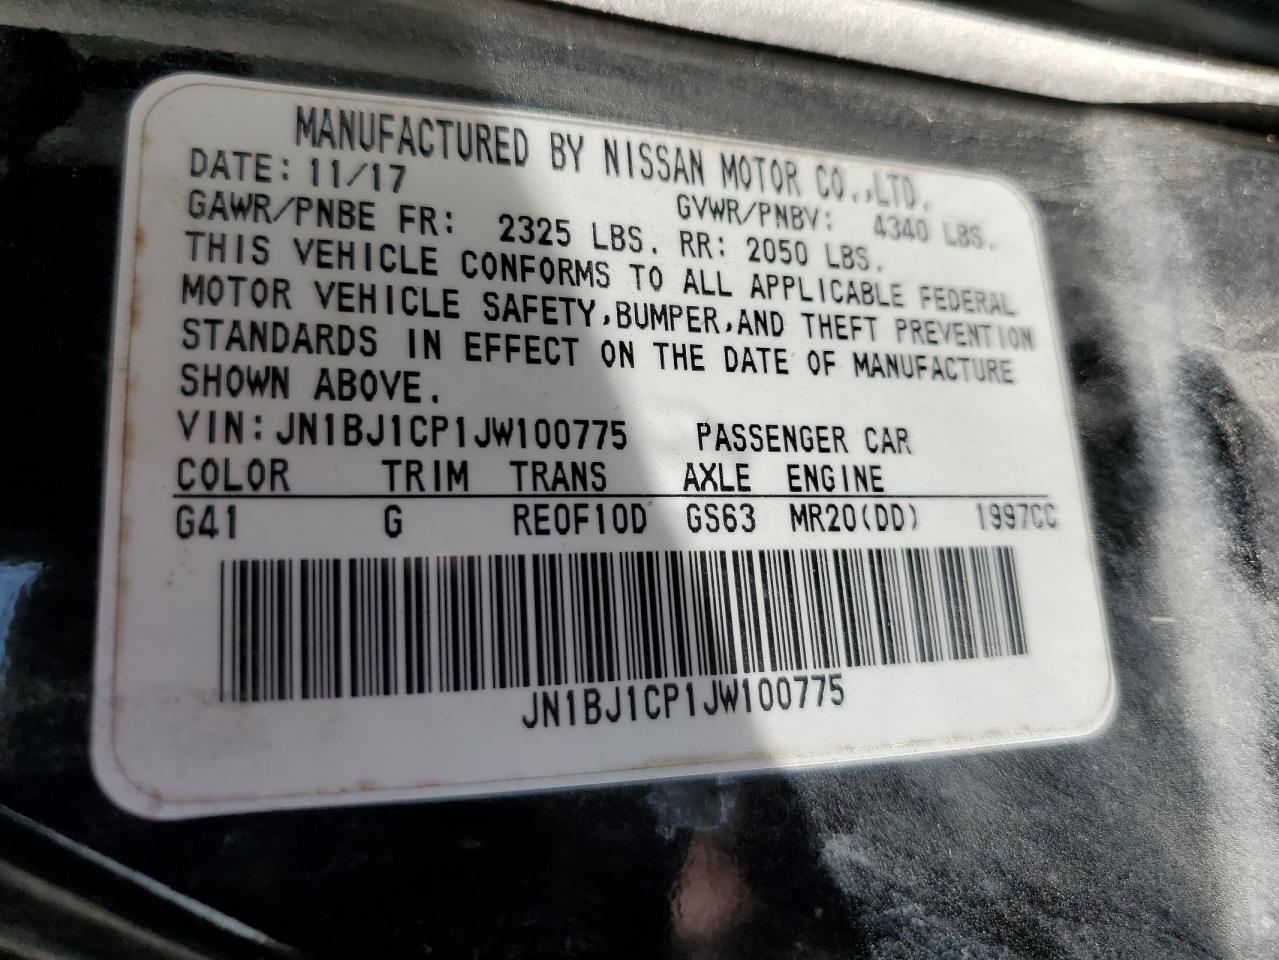 MANUFACTURED BY NISSAN MOTOR CO.,LTD.
DATE: 11/17 GVWR/PNBV: 4340 LBS.
GAWR/PNBE FR: 2325 LBS. RR: 2050 LBS.
THIS VEHICLE CONFORMS TO ALL APPLICABLE FEDERAL
MOTOR VEHICLE SAFETY,BUMPER,AND THEFT PREVENTION
STANDARDS IN EFFECT ON THE DATE OF MANUFACTURE
SHOWN ABOVE.
VIN: JN1BJ1CP1JW100775 PASSENGER CAR
COLOR TRIM TRANS AXLE ENGINE
G41 G RE0F10D GS63 MR20(DD) 1997CC
JN1BJ1CP1JW100775